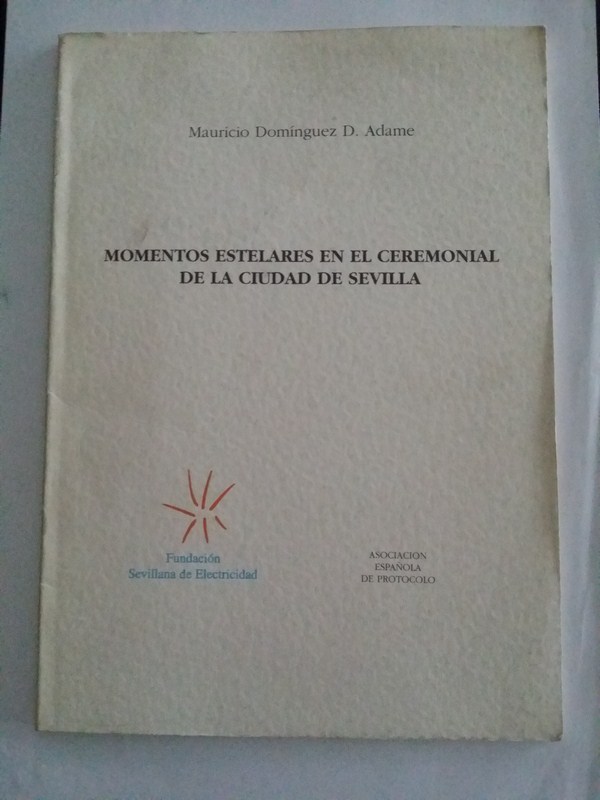 Mauricio Domínguez D. Adame
MOMENTOS ESTELARES EN EL CEREMONIAL
DE LA CIUDAD DE SEVILLA
Fundación
Sevillana de Electricidad
ASOCIACION
ESPAÑOLA
DE PROTOCOLO